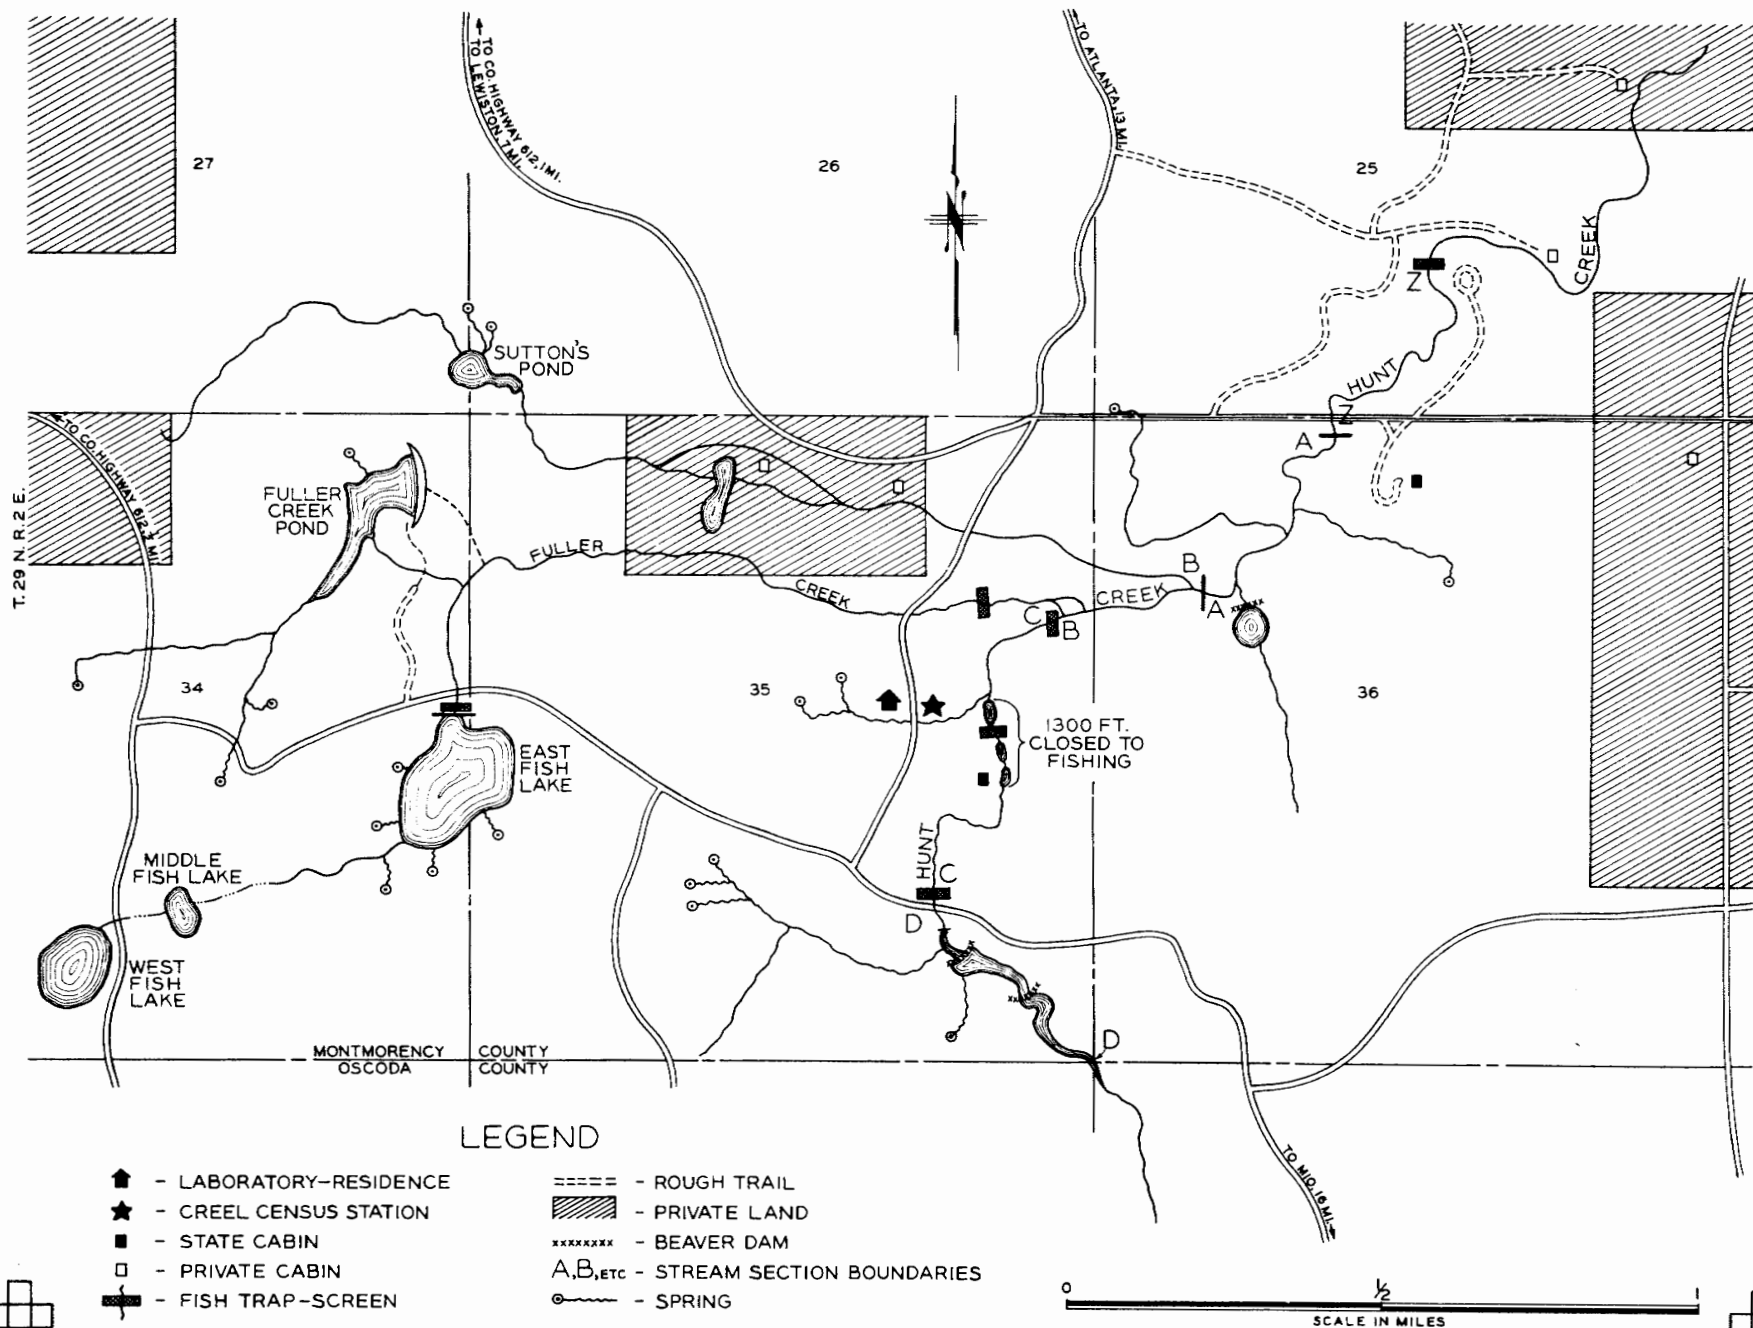 TO CO. HIGHWAY 612, 1 MI.
TO LEWISTON, 7 MI.
TO ATLANTA, 13 MI.
27
26
25
CREEK
Z
SUTTON'S
POND
HUNT
TO CO. HIGHWAY 612, 2 MI.
Z
A
T. 29 N. R. 2 E.
FULLER
CREEK
POND
FULLER
CREEK
B
CREEK
A
C
B
34
35
36
1300 FT.
CLOSED TO
FISHING
EAST
FISH
LAKE
HUNT
MIDDLE
FISH LAKE
C
D
WEST
FISH
LAKE
D
MONTMORENCY COUNTY
OSCODA COUNTY
TO MIO, 16 MI.
LEGEND
- LABORATORY-RESIDENCE
- CREEL CENSUS STATION
- STATE CABIN
- PRIVATE CABIN
- FISH TRAP-SCREEN
- ROUGH TRAIL
- PRIVATE LAND
xxxxxxxx - BEAVER DAM
A,B,ETC - STREAM SECTION BOUNDARIES
- SPRING
0 1/2 1
SCALE IN MILES